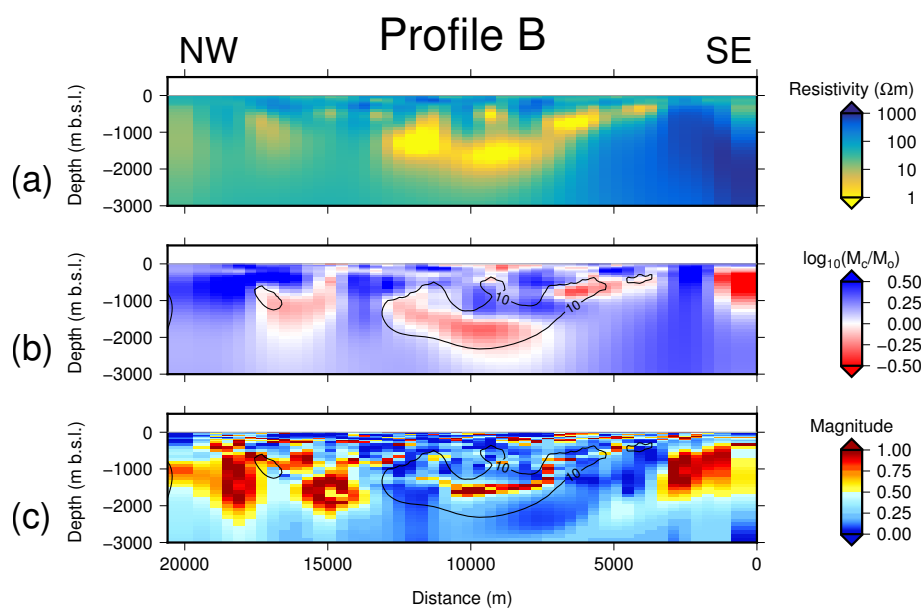 Profile B
NW
SE
(a)
Depth (m b.s.l.)
0
−1000
−2000
−3000
Resistivity (Ωm)
1000
100
10
1
(b)
Depth (m b.s.l.)
0
−1000
−2000
−3000
10
10
log10(Mc/Mo)
0.50
0.25
0.00
−0.25
−0.50
(c)
Depth (m b.s.l.)
0
−1000
−2000
−3000
10
10
Magnitude
1.00
0.75
0.50
0.25
0.00
20000
15000
10000
5000
0
Distance (m)